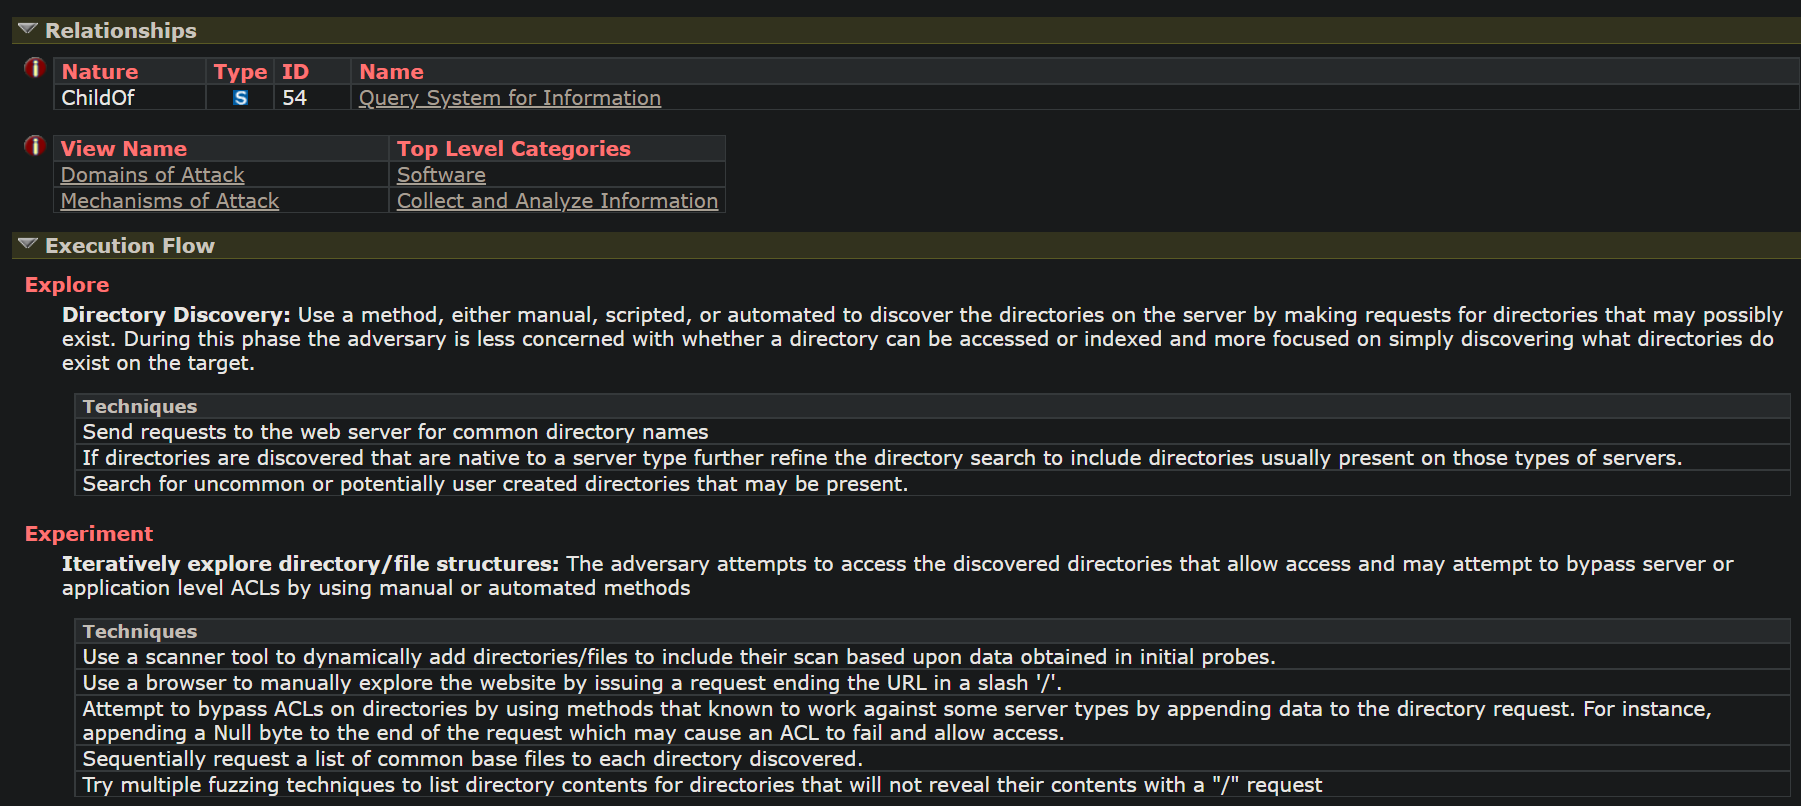 Relationships
Nature Type ID Name
ChildOf S 54 Query System for Information
View Name Top Level Categories
Domains of Attack Software
Mechanisms of Attack Collect and Analyze Information
Execution Flow
Explore
Directory Discovery: Use a method, either manual, scripted, or automated to discover the directories on the server by making requests for directories that may possibly
exist. During this phase the adversary is less concerned with whether a directory can be accessed or indexed and more focused on simply discovering what directories do
exist on the target.
Techniques
Send requests to the web server for common directory names
If directories are discovered that are native to a server type further refine the directory search to include directories usually present on those types of servers.
Search for uncommon or potentially user created directories that may be present.
Experiment
Iteratively explore directory/file structures: The adversary attempts to access the discovered directories that allow access and may attempt to bypass server or
application level ACLs by using manual or automated methods
Techniques
Use a scanner tool to dynamically add directories/files to include their scan based upon data obtained in initial probes.
Use a browser to manually explore the website by issuing a request ending the URL in a slash '/'.
Attempt to bypass ACLs on directories by using methods that known to work against some server types by appending data to the directory request. For instance,
appending a Null byte to the end of the request which may cause an ACL to fail and allow access.
Sequentially request a list of common base files to each directory discovered.
Try multiple fuzzing techniques to list directory contents for directories that will not reveal their contents with a "/" request